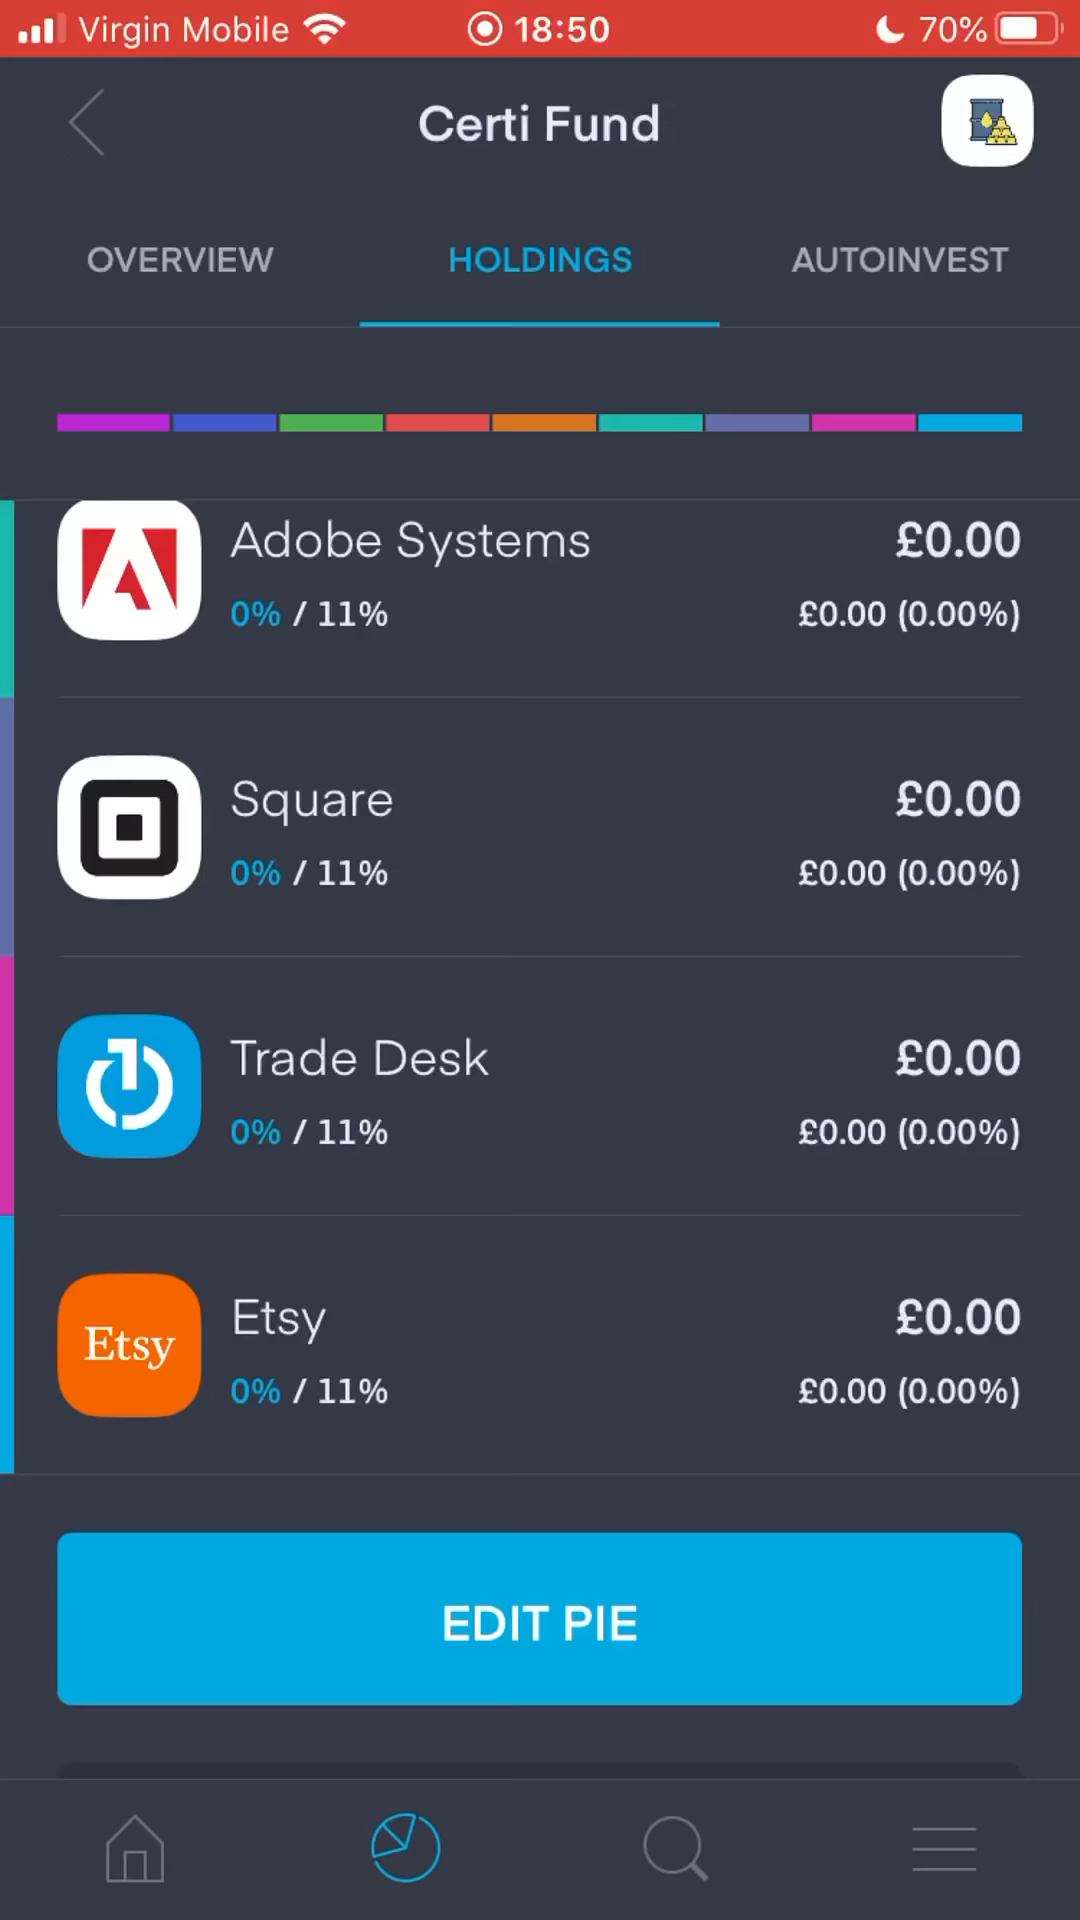 Virgin Mobile 18:50 70%
Certi Fund
OVERVIEW HOLDINGS AUTOINVEST
Adobe Systems £0.00
0% / 11% £0.00 (0.00%)
Square £0.00
0% / 11% £0.00 (0.00%)
Trade Desk £0.00
0% / 11% £0.00 (0.00%)
Etsy Etsy £0.00
0% / 11% £0.00 (0.00%)
EDIT PIE